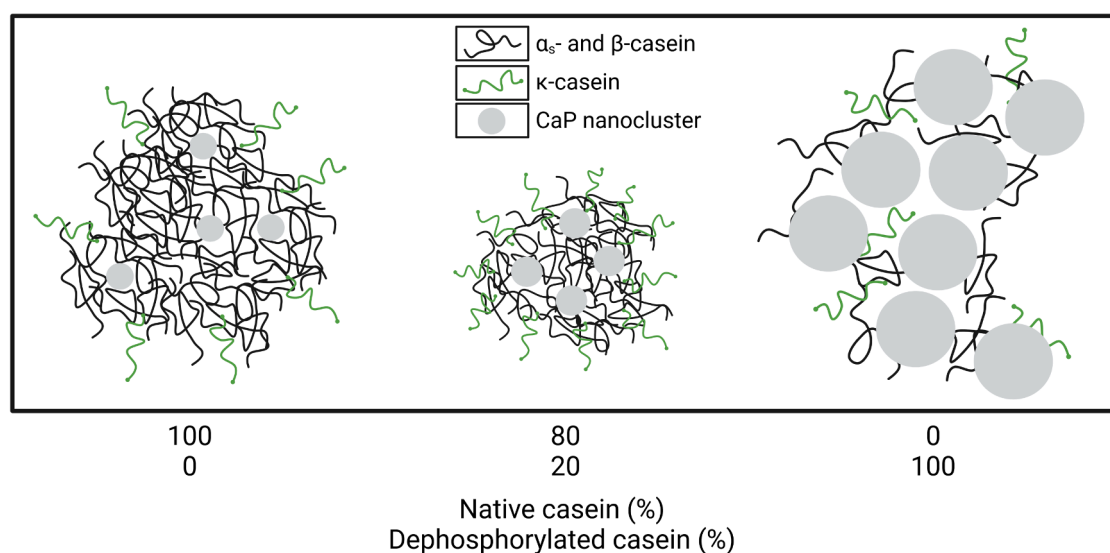 αₛ- and β-casein
κ-casein
CaP nanocluster
100 80 0
0 20 100
Native casein (%)
Dephosphorylated casein (%)